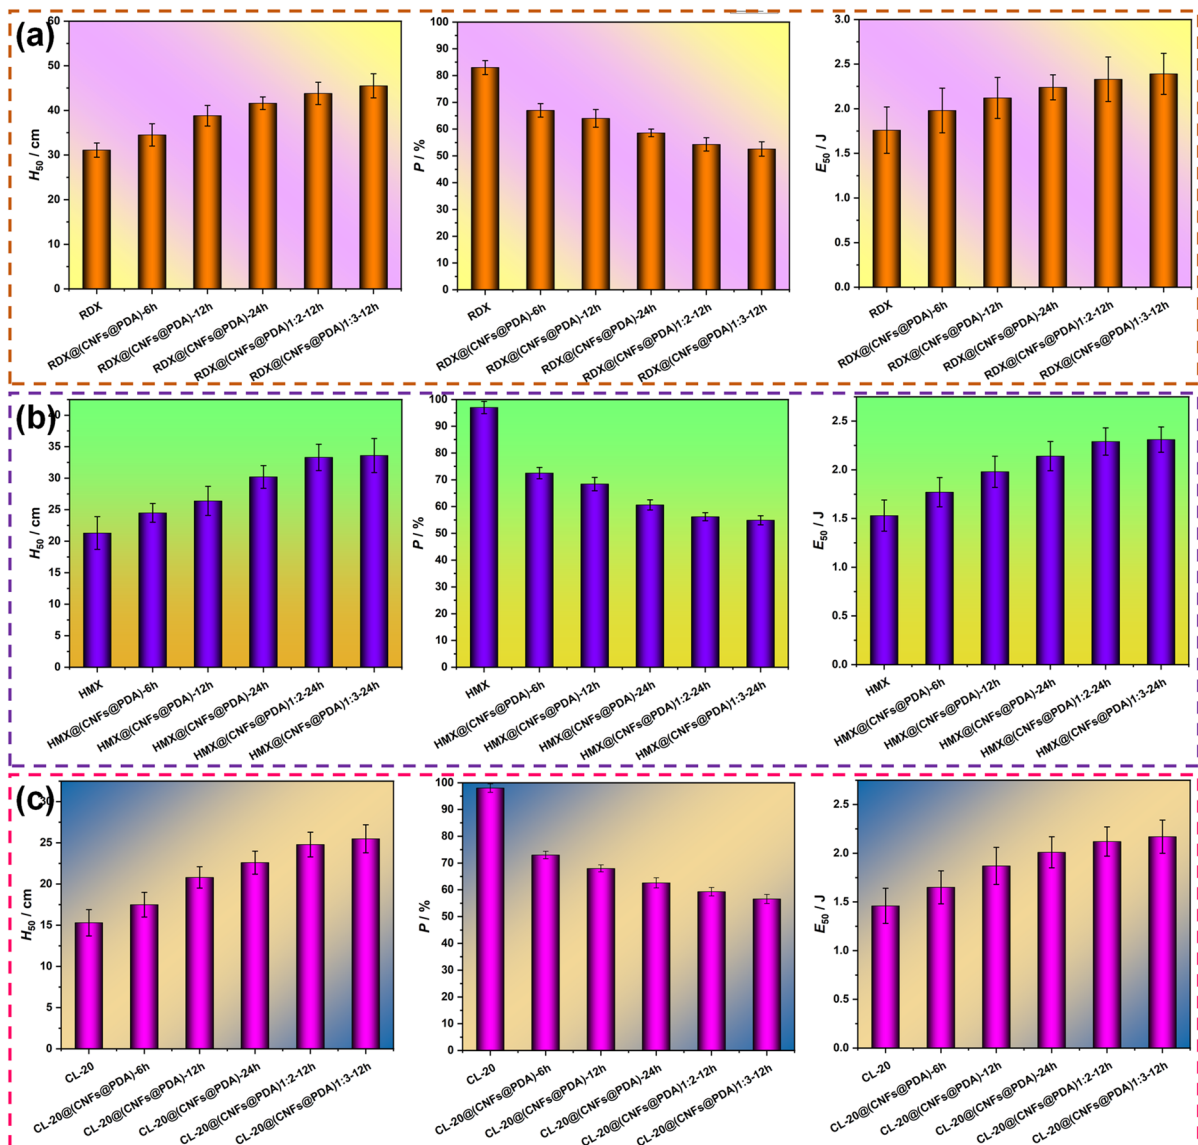 (a)
60
50
40
30
20
10
0
H50 / cm
RDX
RDX@(CNFs@PDA)-6h
RDX@(CNFs@PDA)-12h
RDX@(CNFs@PDA)-24h
RDX@(CNFs@PDA)1:2-12h
RDX@(CNFs@PDA)1:3-12h
100
90
80
70
60
50
40
30
20
10
0
P / %
RDX
RDX@(CNFs@PDA)-6h
RDX@(CNFs@PDA)-12h
RDX@(CNFs@PDA)-24h
RDX@(CNFs@PDA)1:2-12h
RDX@(CNFs@PDA)1:3-12h
3.0
2.5
2.0
1.5
1.0
0.5
0.0
E50 / J
RDX
RDX@(CNFs@PDA)-6h
RDX@(CNFs@PDA)-12h
RDX@(CNFs@PDA)-24h
RDX@(CNFs@PDA)1:2-12h
RDX@(CNFs@PDA)1:3-12h
(b)
35
30
25
20
15
10
5
0
H50 / cm
HMX
HMX@(CNFs@PDA)-6h
HMX@(CNFs@PDA)-12h
HMX@(CNFs@PDA)-24h
HMX@(CNFs@PDA)1:2-24h
HMX@(CNFs@PDA)1:3-24h
100
90
80
70
60
50
40
30
20
10
0
P / %
HMX
HMX@(CNFs@PDA)-6h
HMX@(CNFs@PDA)-12h
HMX@(CNFs@PDA)-24h
HMX@(CNFs@PDA)1:2-24h
HMX@(CNFs@PDA)1:3-24h
2.5
2.0
1.5
1.0
0.5
0.0
E50 / J
HMX
HMX@(CNFs@PDA)-6h
HMX@(CNFs@PDA)-12h
HMX@(CNFs@PDA)-24h
HMX@(CNFs@PDA)1:2-24h
HMX@(CNFs@PDA)1:3-24h
(c)
25
20
15
10
5
0
H50 / cm
CL-20
CL-20@(CNFs@PDA)-6h
CL-20@(CNFs@PDA)-12h
CL-20@(CNFs@PDA)-24h
CL-20@(CNFs@PDA)1:2-12h
CL-20@(CNFs@PDA)1:3-12h
100
90
80
70
60
50
40
30
20
10
0
P / %
CL-20
CL-20@(CNFs@PDA)-6h
CL-20@(CNFs@PDA)-12h
CL-20@(CNFs@PDA)-24h
CL-20@(CNFs@PDA)1:2-12h
CL-20@(CNFs@PDA)1:3-12h
2.5
2.0
1.5
1.0
0.5
0.0
E50 / J
CL-20
CL-20@(CNFs@PDA)-6h
CL-20@(CNFs@PDA)-12h
CL-20@(CNFs@PDA)-24h
CL-20@(CNFs@PDA)1:2-12h
CL-20@(CNFs@PDA)1:3-12h